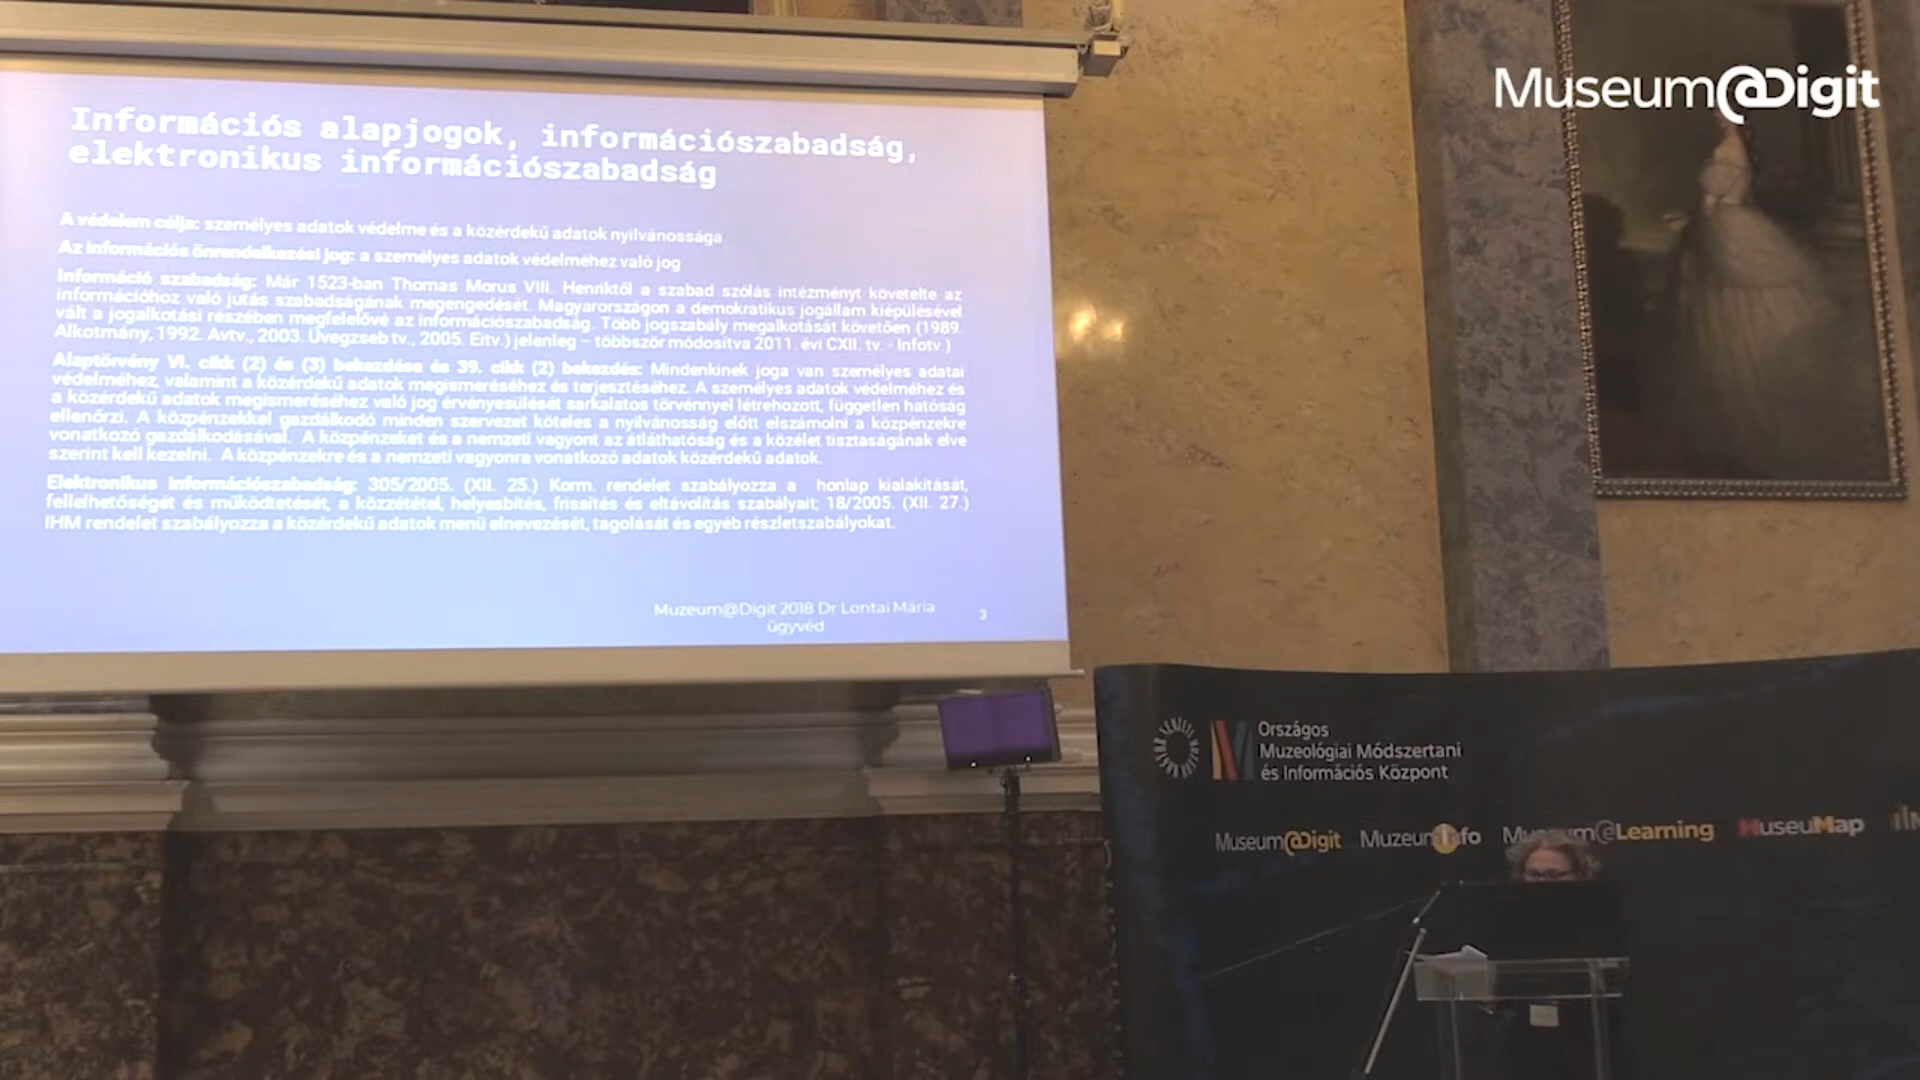 Információs alapjogok, információszabadság,
elektronikus információszabadság
A védelem célja: személyes adatok védelme és a közérdekű adatok nyilvánossága
Az információs önrendelkezési jog: a személyes adatok védelméhez való jog
Információ szabadság: Már 1523-ban Thomas Morus VIII. Henriktől a szabad szólás intézményt követelte az
információhoz való jutás szabadságának megengedését. Magyarországon a demokratikus jogállam kiépülésével
vált a jogalkotási részében megfelelővé az információszabadság. Több jogszabály megalkotását követően (1989.
Alkotmány, 1992. Avtv., 2003. Üvegzseb tv., 2005. Eitv.) jelenleg – többször módosítva 2011. évi CXII. tv. - Infotv.)
Alaptörvény VI. cikk (2) és (3) bekezdése és 39. cikk (2) bekezdés: Mindenkinek joga van személyes adatai
védelméhez, valamint a közérdekű adatok megismeréséhez és terjesztéséhez. A személyes adatok védelméhez és
a közérdekű adatok megismeréséhez való jog érvényesülését sarkalatos törvénnyel létrehozott, független hatóság
ellenőrzi. A közpénzekkel gazdálkodó minden szervezet köteles a nyilvánosság előtt elszámolni a közpénzekre
vonatkozó gazdálkodásával. A közpénzeket és a nemzeti vagyont az átláthatóság és a közélet tisztaságának elve
szerint kell kezelni. A közpénzekre és a nemzeti vagyonra vonatkozó adatok közérdekű adatok.
Elektronikus információszabadság: 305/2005. (XII. 25.) Korm. rendelet szabályozza a honlap kialakítását,
fellelhetőségét és működtetését, a közzététel, helyesbítés, frissítés és eltávolítás szabályait; 18/2005. (XII. 27.)
IHM rendelet szabályozza a közérdekű adatok menü elnevezését, tagolását és egyéb részletszabályokat.
Muzeum@Digit 2018 Dr Lontai Mária
ügyvéd
3
Museum@Digit
Országos
Muzeológiai Módszertani
és Információs Központ
Museum@Digit MuzeumInfo Museum@Learning MuseuMap